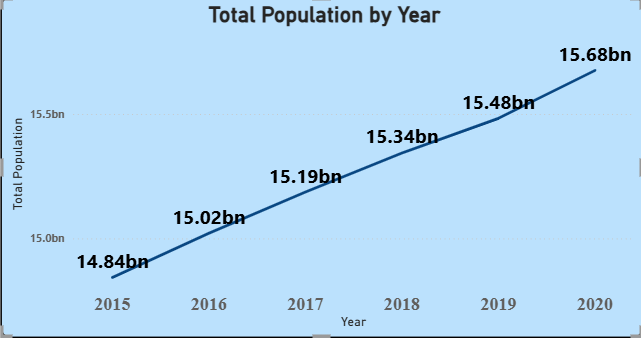 Total Population by Year
15.68bn
15.48bn
15.5bn
15.34bn
15.19bn
15.02bn
15.0bn
14.84bn
Total Population
2015 2016 2017 2018 2019 2020
Year